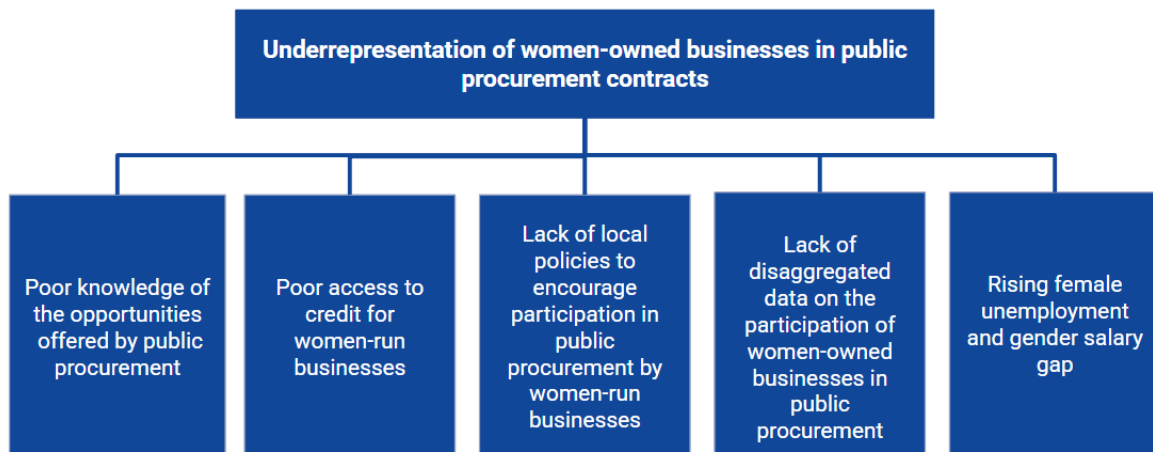 Underrepresentation of women-owned businesses in public
procurement contracts
Poor knowledge of
the opportunities
offered by public
procurement
Poor access to
credit for
women-run
businesses
Lack of local
policies to
encourage
participation in
public
procurement by
women-run
businesses
Lack of
disaggregated
data on the
participation of
women-owned
businesses in
public
procurement
Rising female
unemployment
and gender salary
gap